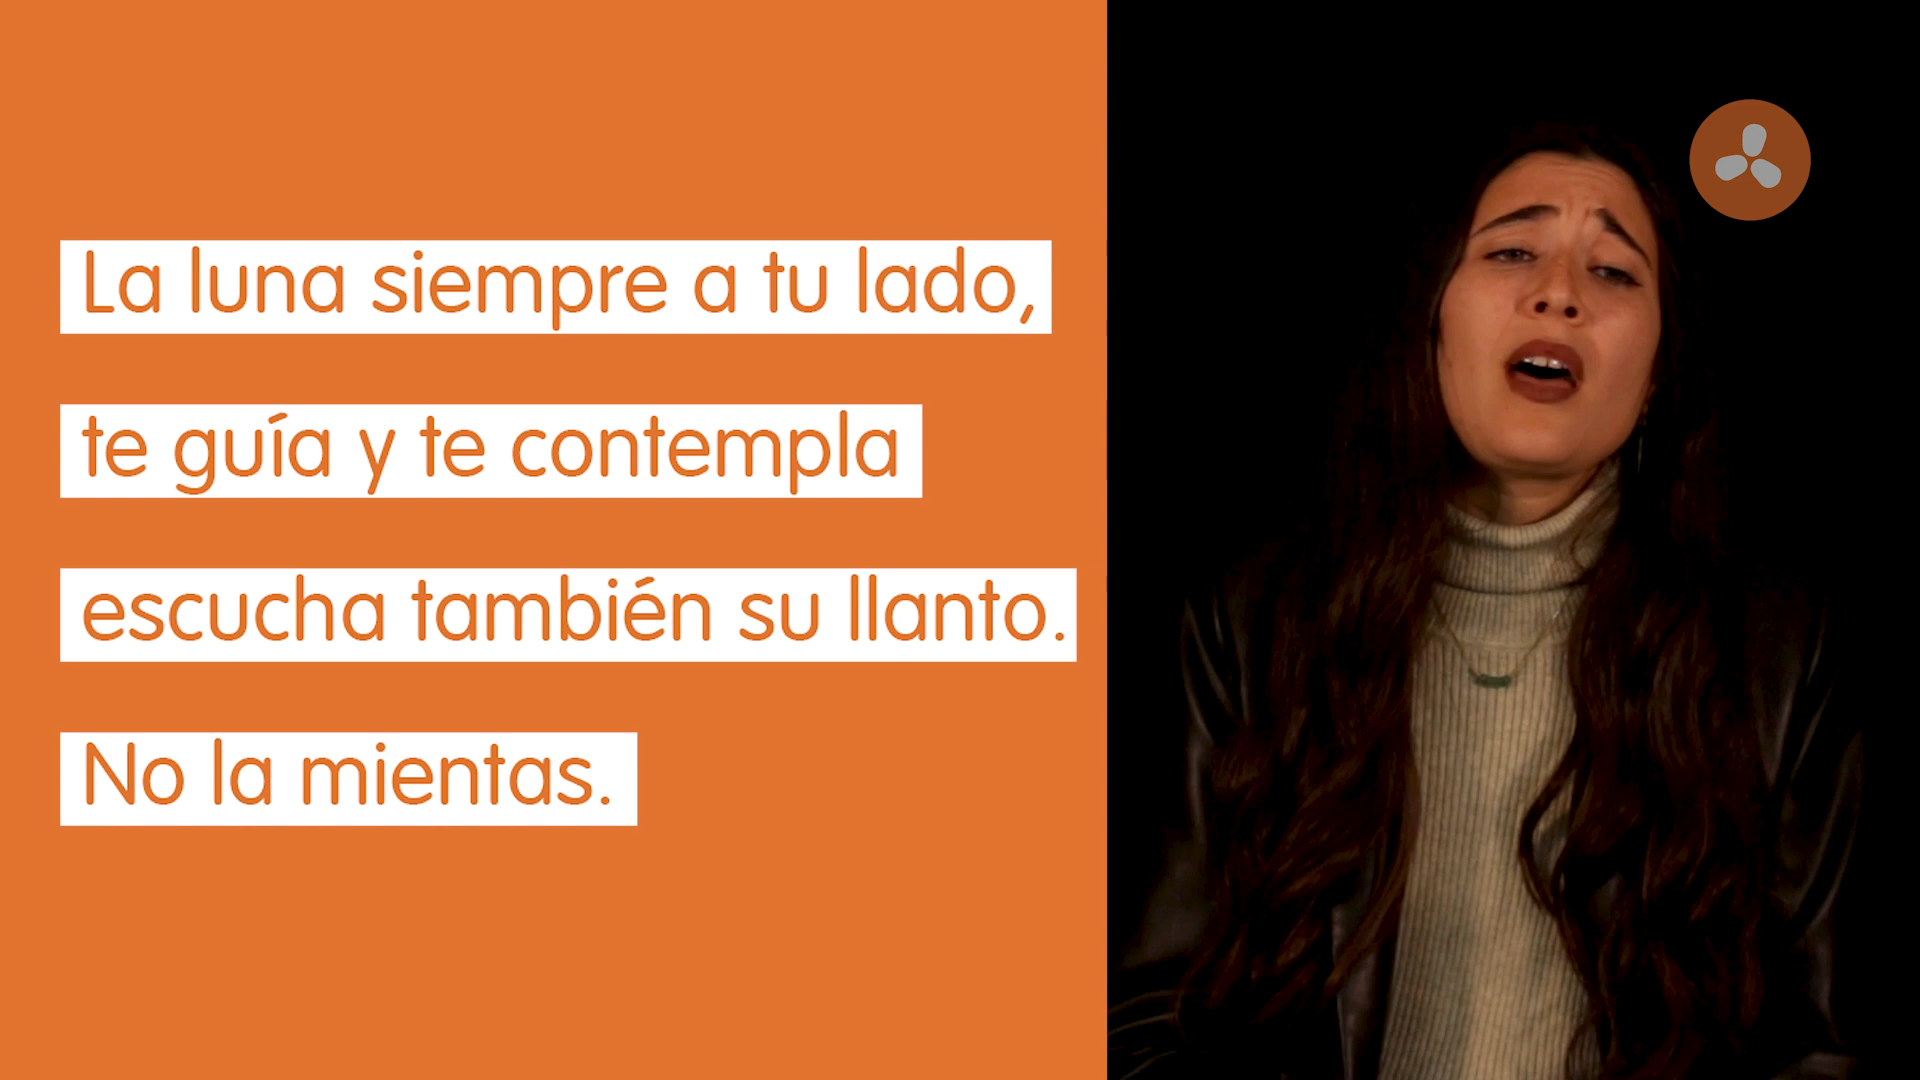 La luna siempre a tu lado,
te guía y te contempla
escucha también su llanto.
No la mientas.